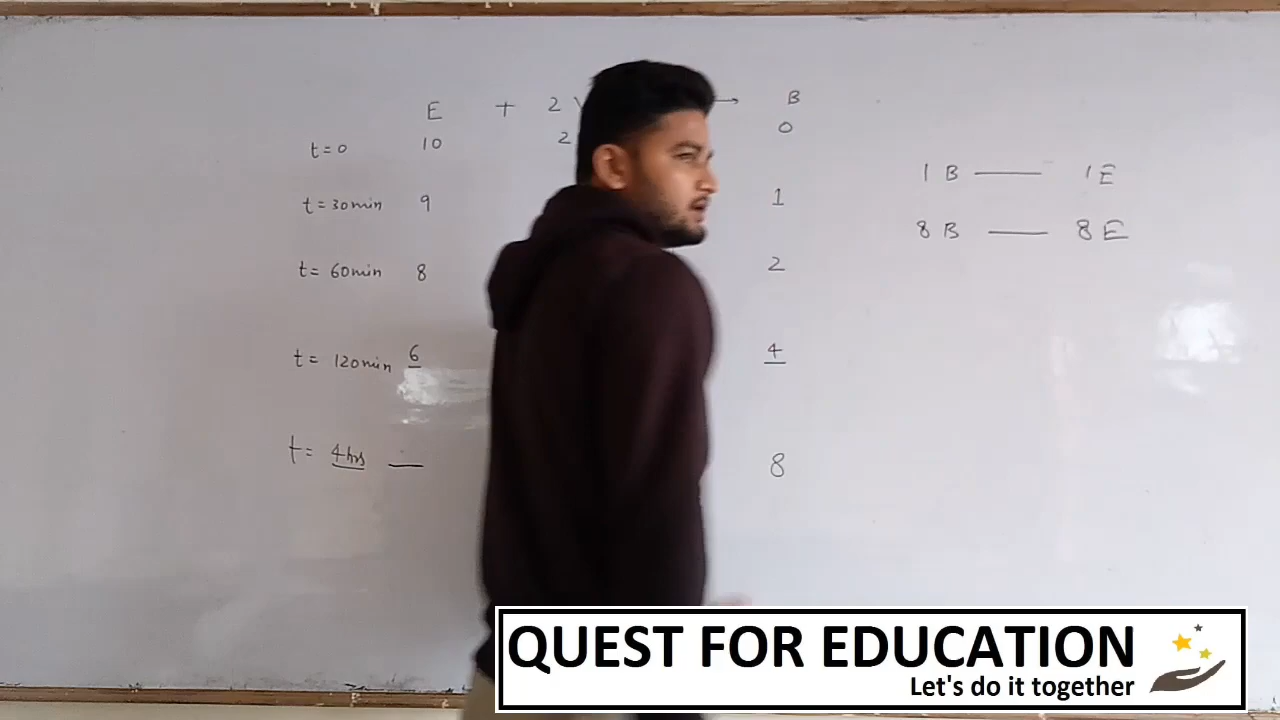 E + 2 → B
t=0 10 2 0
t=30min 9 1
t=60min 8 2
t= 120min 6 4
t= 4hrs 8
1 B — 1 E
8 B — 8 E
QUEST FOR EDUCATION
Let's do it together